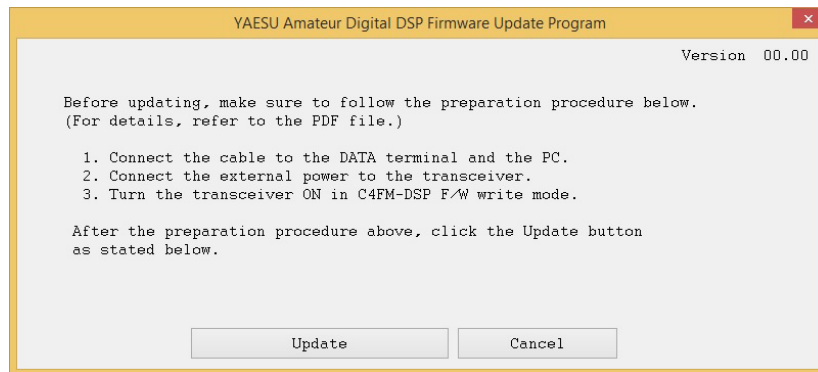 YAESU Amateur Digital DSP Firmware Update Program
Version 00.00
Before updating, make sure to follow the preparation procedure below.
(For details, refer to the PDF file.)
1. Connect the cable to the DATA terminal and the PC.
2. Connect the external power to the transceiver.
3. Turn the transceiver ON in C4FM-DSP F/W write mode.
After the preparation procedure above, click the Update button
as stated below.
Update Cancel